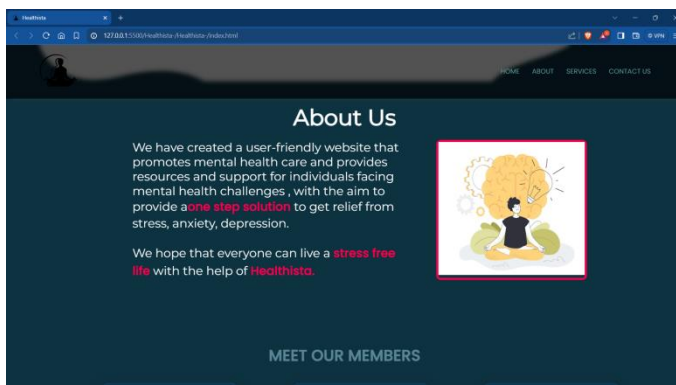 Healthista
127.0.0.1:5500/Healthista-/Healthista-/index.html
VPN
HOME ABOUT SERVICES CONTACT US
About Us
We have created a user-friendly website that
promotes mental health care and provides
resources and support for individuals facing
mental health challenges , with the aim to
provide aone step solution to get relief from
stress, anxiety, depression.
We hope that everyone can live a stress free
life with the help of Healthista.
MEET OUR MEMBERS